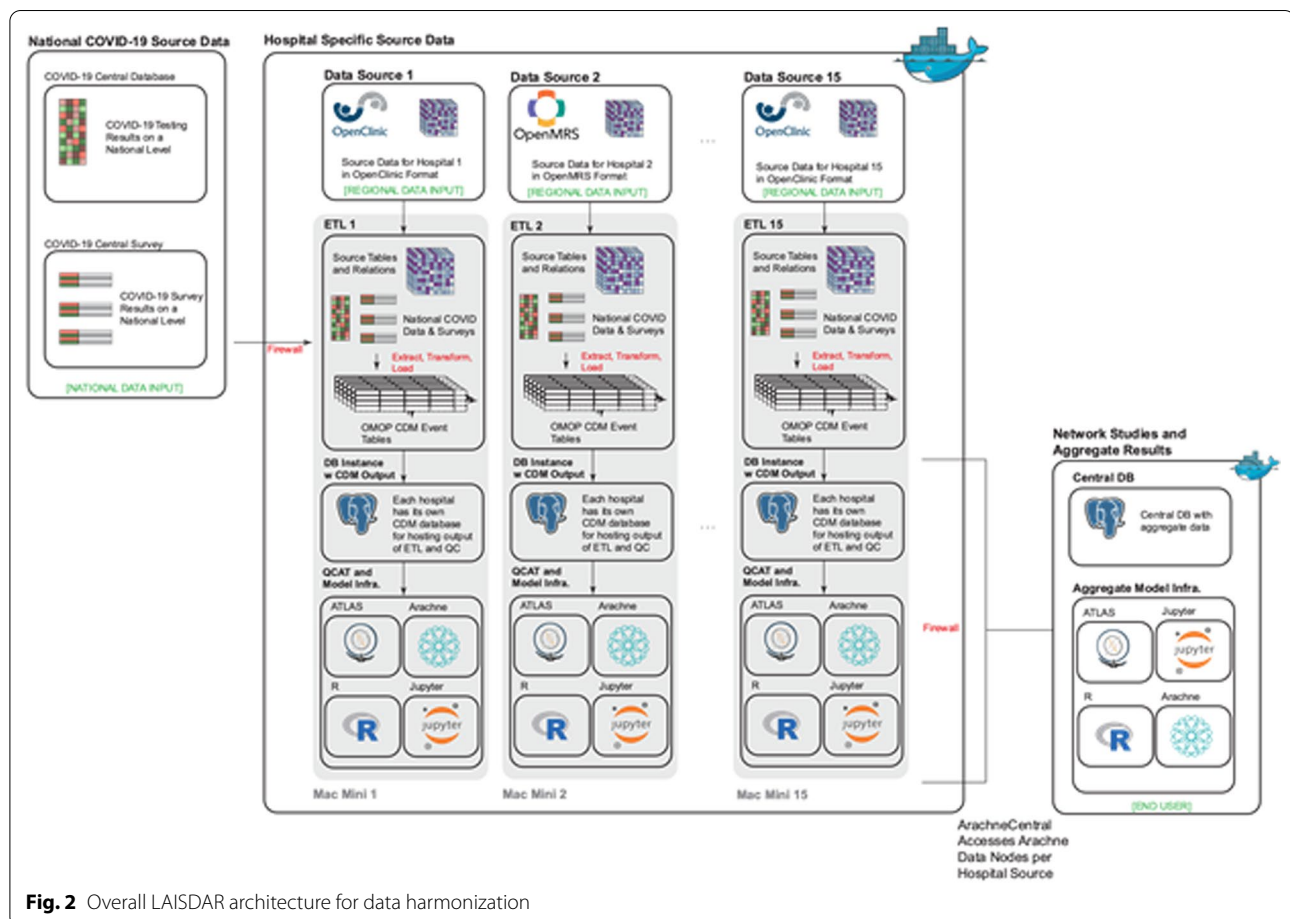 National COVID-19 Source Data
COVID-19 Central Database
COVID-19 Testing
Results on a
National Level
COVID-19 Central Survey
COVID-19 Survey
Results on a
National Level
[NATIONAL DATA INPUT]
Firewall
Hospital Specific Source Data
Data Source 1
OpenClinic
Source Data for Hospital 1
in OpenClinic Format
[REGIONAL DATA INPUT]
ETL 1
Source Tables
and Relations
National COVID
Data & Surveys
Extract, Transform,
Load
OMOP CDM Event
Tables
DB Instance
w CDM Output
Each hospital
has its own
CDM database
for hosting output
of ETL and QC
QCAT and
Model Infra.
ATLAS
Arachne
R
Jupyter
R
jupyter
Mac Mini 1
Data Source 2
OpenMRS
Source Data for Hospital 2
in OpenMRS Format
[REGIONAL DATA INPUT]
ETL 2
Source Tables
and Relations
National COVID
Data & Surveys
Extract, Transform,
Load
OMOP CDM Event
Tables
DB Instance
w CDM Output
Each hospital
has its own
CDM database
for hosting output
of ETL and QC
QCAT and
Model Infra.
ATLAS
Arachne
R
Jupyter
R
jupyter
Mac Mini 2
...
...
Data Source 15
OpenClinic
Source Data for Hospital 15
in OpenClinic Format
[REGIONAL DATA INPUT]
ETL 15
Source Tables
and Relations
National COVID
Data & Surveys
Extract, Transform,
Load
OMOP CDM Event
Tables
DB Instance
w CDM Output
Each hospital
has its own
CDM database
for hosting output
of ETL and QC
QCAT and
Model Infra.
ATLAS
Arachne
R
Jupyter
R
jupyter
Mac Mini 15
Firewall
ArachneCentral
Accesses Arachne
Data Nodes per
Hospital Source
Network Studies and
Aggregate Results
Central DB
Central DB with
aggregate data
Aggregate Model Infra.
ATLAS
Jupyter
jupyter
R
Arachne
R
[END USER]
Fig. 2 Overall LAISDAR architecture for data harmonization